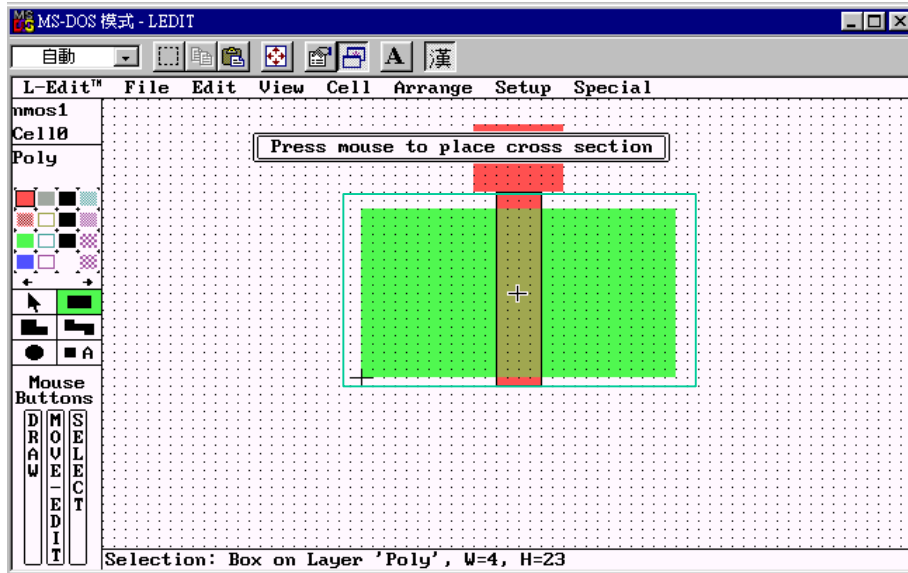 MS-DOS 模式 - LEDIT
自動
A 漢
L-Edit™ File Edit View Cell Arrange Setup Special
nmos1
Cell0
Poly
Press mouse to place cross section
A
Mouse
Buttons
DRAW
MOVE-EDIT
SELECT
Selection: Box on Layer 'Poly', W=4, H=23